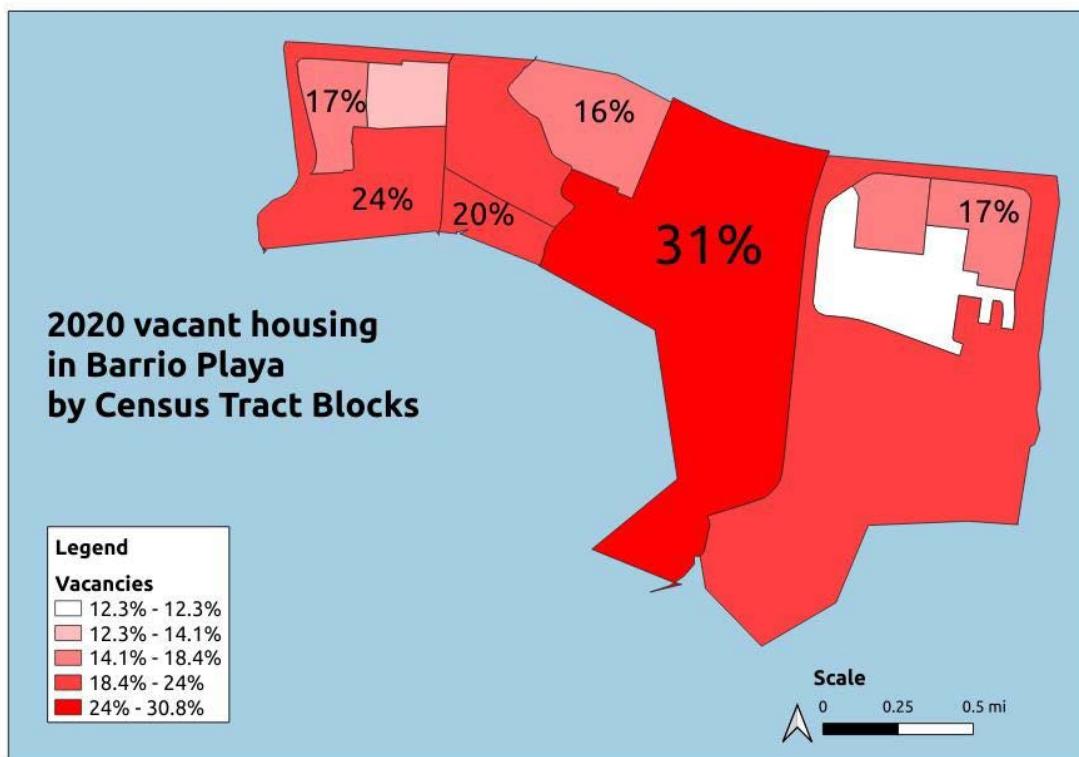 17%
16%
24%
20%
31%
17%
2020 vacant housing
in Barrio Playa
by Census Tract Blocks
Legend
Vacancies
12.3% - 12.3%
12.3% - 14.1%
14.1% - 18.4%
18.4% - 24%
24% - 30.8%
Scale
0 0.25 0.5 mi